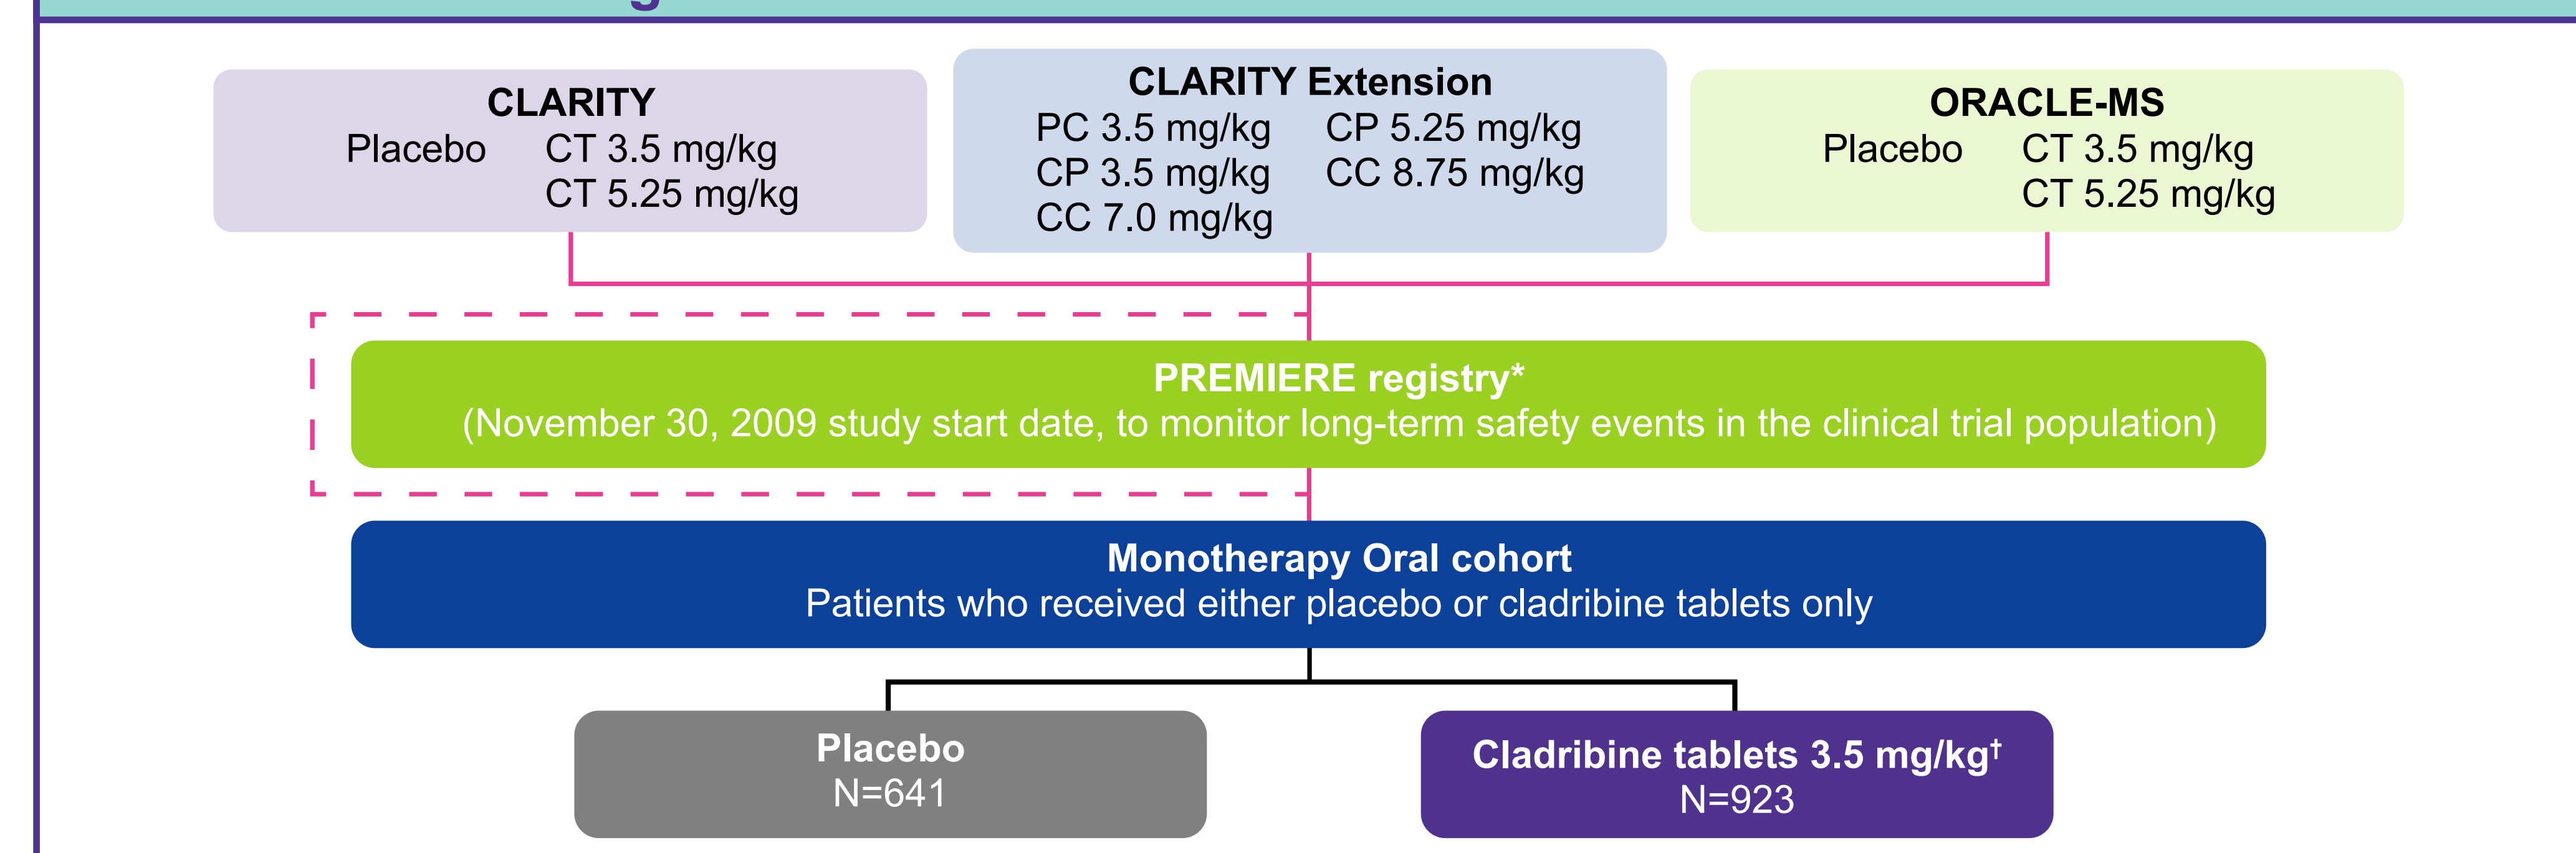 CLARITY
Placebo CT 3.5 mg/kg
CT 5.25 mg/kg
CLARITY Extension
PC 3.5 mg/kg CP 5.25 mg/kg
CP 3.5 mg/kg CC 8.75 mg/kg
CC 7.0 mg/kg
ORACLE-MS
Placebo CT 3.5 mg/kg
CT 5.25 mg/kg
PREMIERE registry*
(November 30, 2009 study start date, to monitor long-term safety events in the clinical trial population)
Monotherapy Oral cohort
Patients who received either placebo or cladribine tablets only
Placebo
N=641
Cladribine tablets 3.5 mg/kg†
N=923